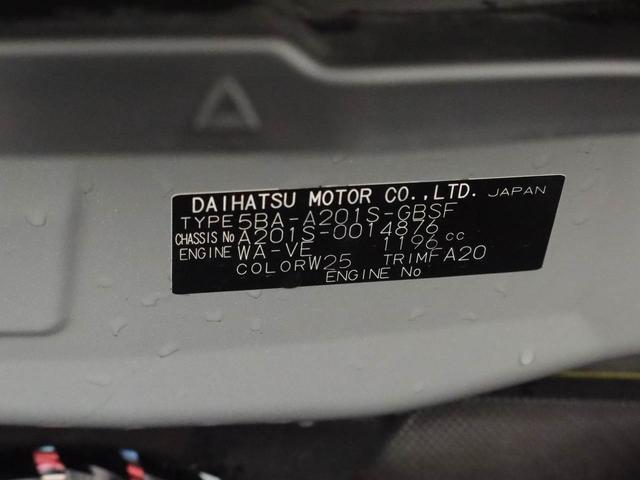 DAIHATSU MOTOR CO.,LTD. JAPAN
TYPE 5BA-A201S-GBSF
CHASSIS No A201S-0014876
ENGINE WA-VE 1196 cc
COLOR W25 TRIM FA20
ENGINE No